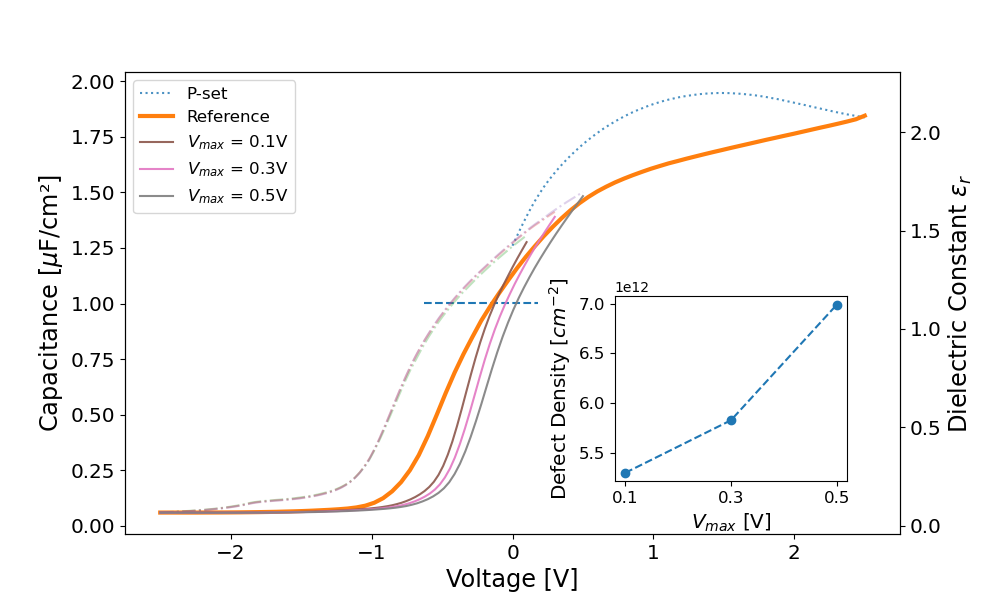 2.00
1.75
1.50
1.25
1.00
0.75
0.50
0.25
0.00
Capacitance [μF/cm²]
P-set
Reference
V_max = 0.1V
V_max = 0.3V
V_max = 0.5V
−2
−1
0
1
2
Voltage [V]
2.0
1.5
1.0
0.5
0.0
Dielectric Constant ε_r
1e12
7.0
6.5
6.0
5.5
Defect Density [cm⁻²]
0.1
0.3
0.5
V_max [V]